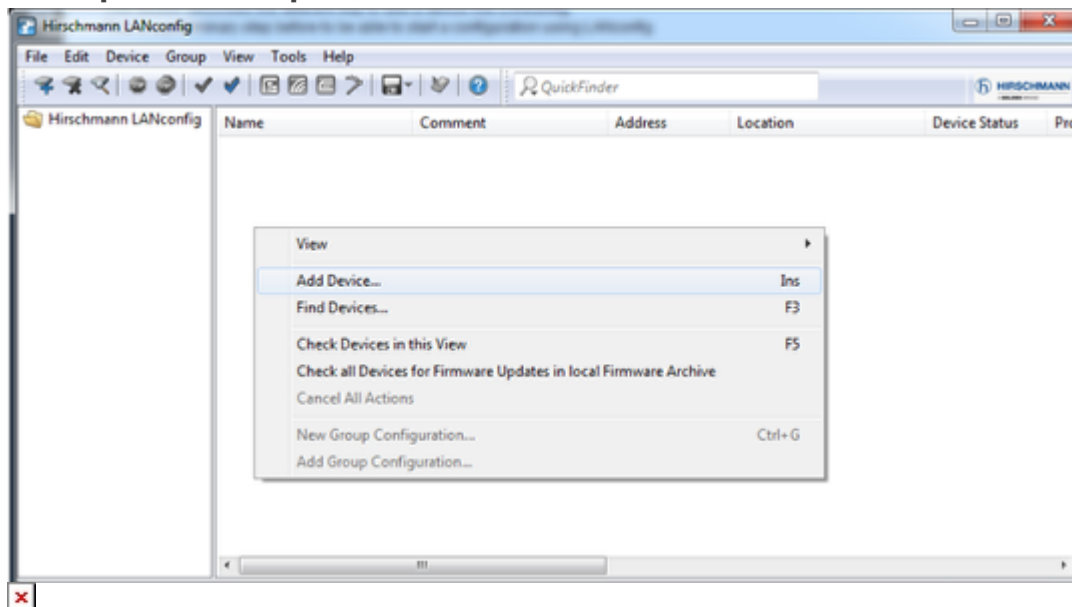 Hirschmann LANconfig
File Edit Device Group View Tools Help
QuickFinder
HIRSCHMANN
Hirschmann LANconfig
Name Comment Address Location Device Status Pro
View
Add Device... Ins
Find Devices... F3
Check Devices in this View F5
Check all Devices for Firmware Updates in local Firmware Archive
Cancel All Actions
New Group Configuration... Ctrl+G
Add Group Configuration...